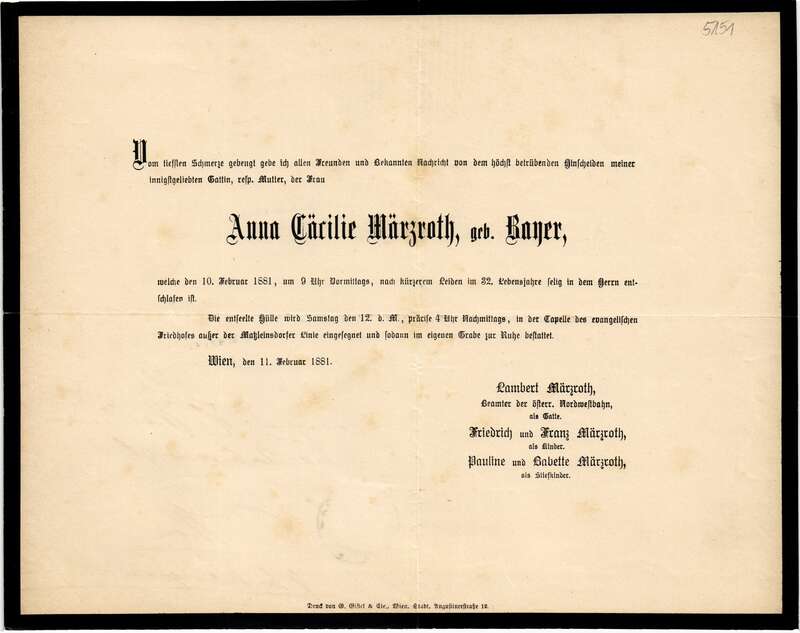 5151
Vom tiefsten Schmerze gebeugt gebe ich allen Freunden und Bekannten Nachricht von dem höchst betrübenden Hinscheiden meiner
innigstgeliebten Gattin, resp. Mutter, der Frau
Anna Cäcilie Märzroth, geb. Bayer,
welche den 10. Februar 1881, um 9 Uhr Vormittags, nach kürzerem Leiden im 32. Lebensjahre selig in dem Herrn ent-
schlafen ist.
Die entseelte Hülle wird Samstag den 12. d. M., präcise 4 Uhr Nachmittags, in der Capelle des evangelischen
Friedhofes außer der Matzleinsdorfer Linie eingesegnet und sodann im eigenen Grabe zur Ruhe bestattet.
Wien, den 11. Februar 1881.
Lambert Märzroth,
Beamter der österr. Nordwestbahn,
als Gatte.
Friedrich und Franz Märzroth,
als Kinder.
Pauline und Babette Märzroth,
als Stiefkinder.
Druck von G. Gistel & Cie., Wien, Stadt, Augustinerstraße 12.